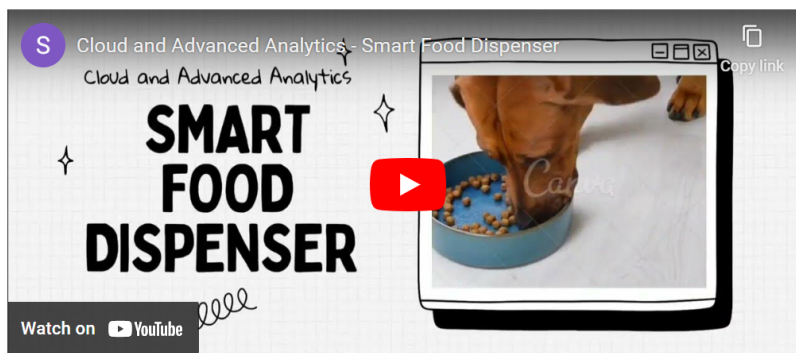 S
Cloud and Advanced Analytics - Smart Food Dispenser
Copy link
Cloud and Advanced Analytics
SMART
FOOD
DISPENSER
Canva
Watch on YouTube